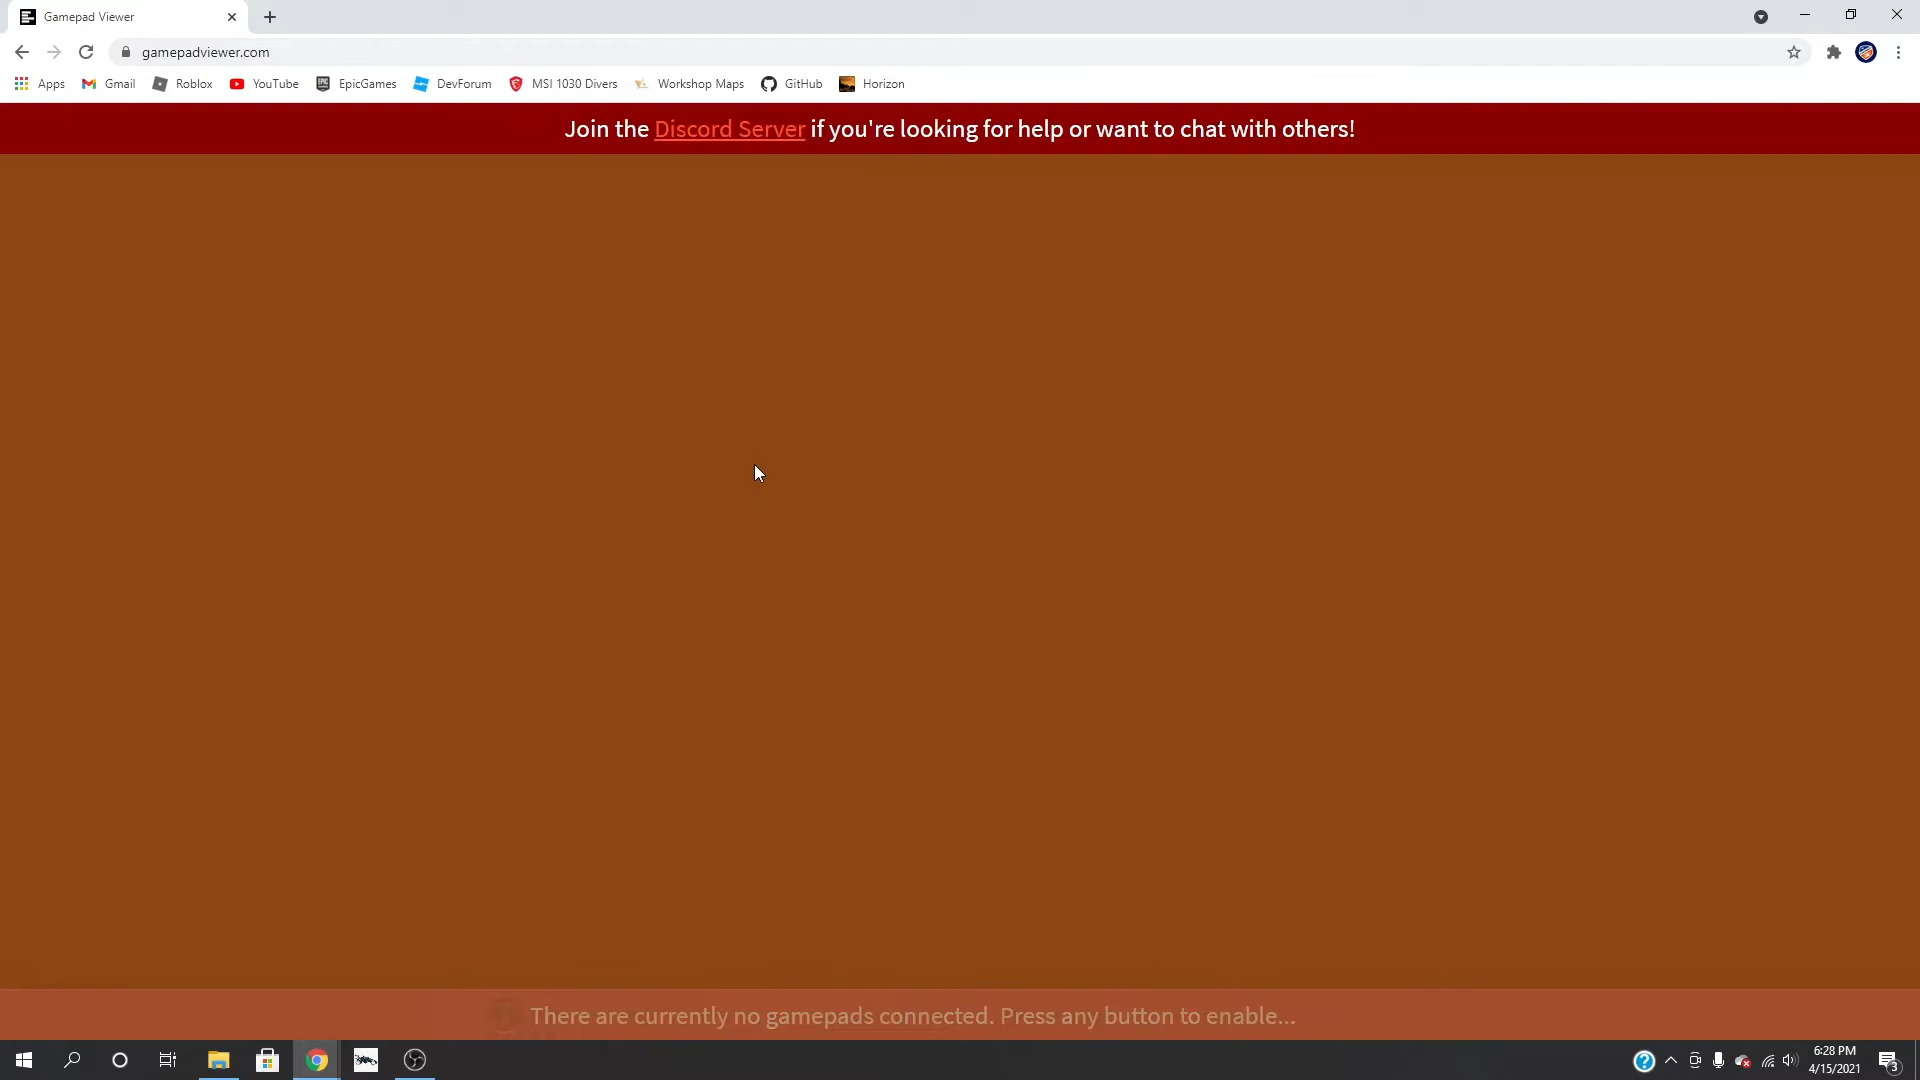 Gamepad Viewer
gamepadviewer.com
Apps Gmail Roblox YouTube EpicGames DevForum MSI 1030 Divers Workshop Maps GitHub Horizon
Join the Discord Server if you're looking for help or want to chat with others!
There are currently no gamepads connected. Press any button to enable...
6:28 PM
4/15/2021
3